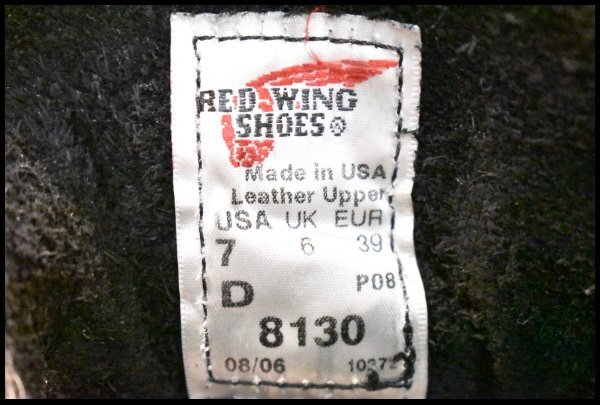 RED WING
SHOES®
Made in USA
Leather Upper
USA UK EUR
7 6 39
D P08
8130
08/06